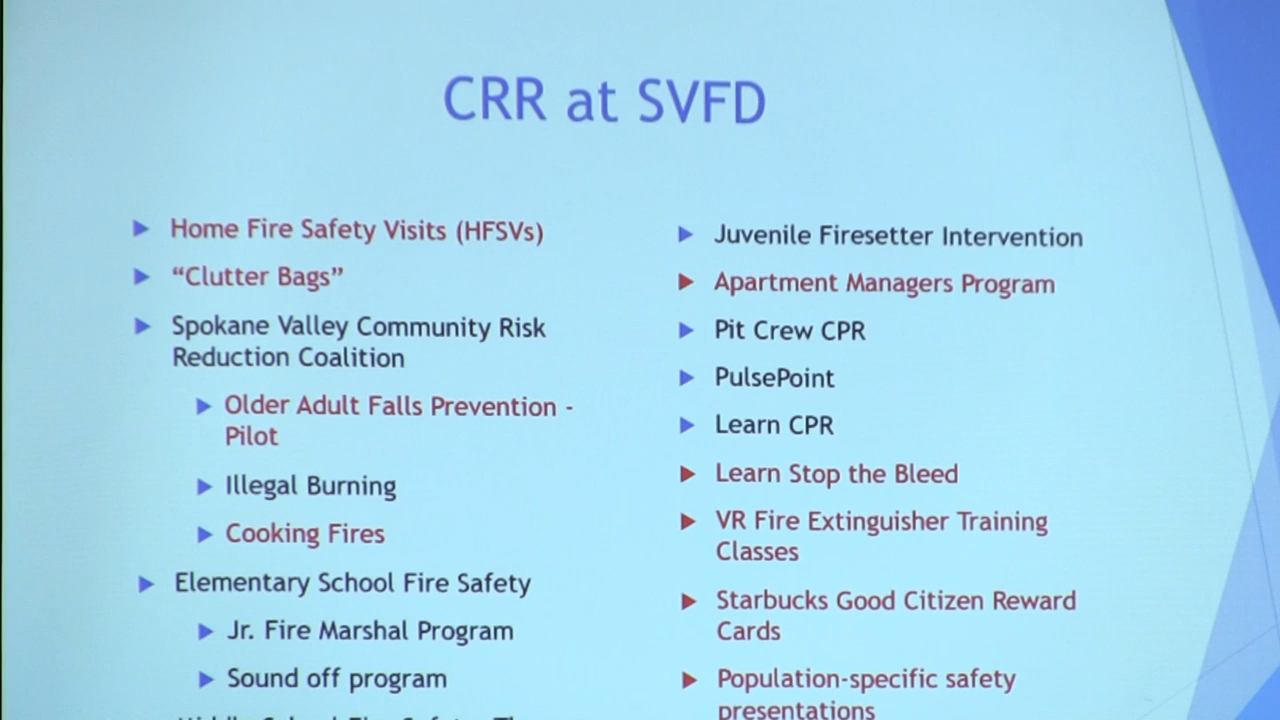 CRR at SVFD
Home Fire Safety Visits (HFSVs)
“Clutter Bags”
Spokane Valley Community Risk
Reduction Coalition
Older Adult Falls Prevention -
Pilot
Illegal Burning
Cooking Fires
Elementary School Fire Safety
Jr. Fire Marshal Program
Sound off program
Juvenile Firesetter Intervention
Apartment Managers Program
Pit Crew CPR
PulsePoint
Learn CPR
Learn Stop the Bleed
VR Fire Extinguisher Training
Classes
Starbucks Good Citizen Reward
Cards
Population-specific safety
presentations